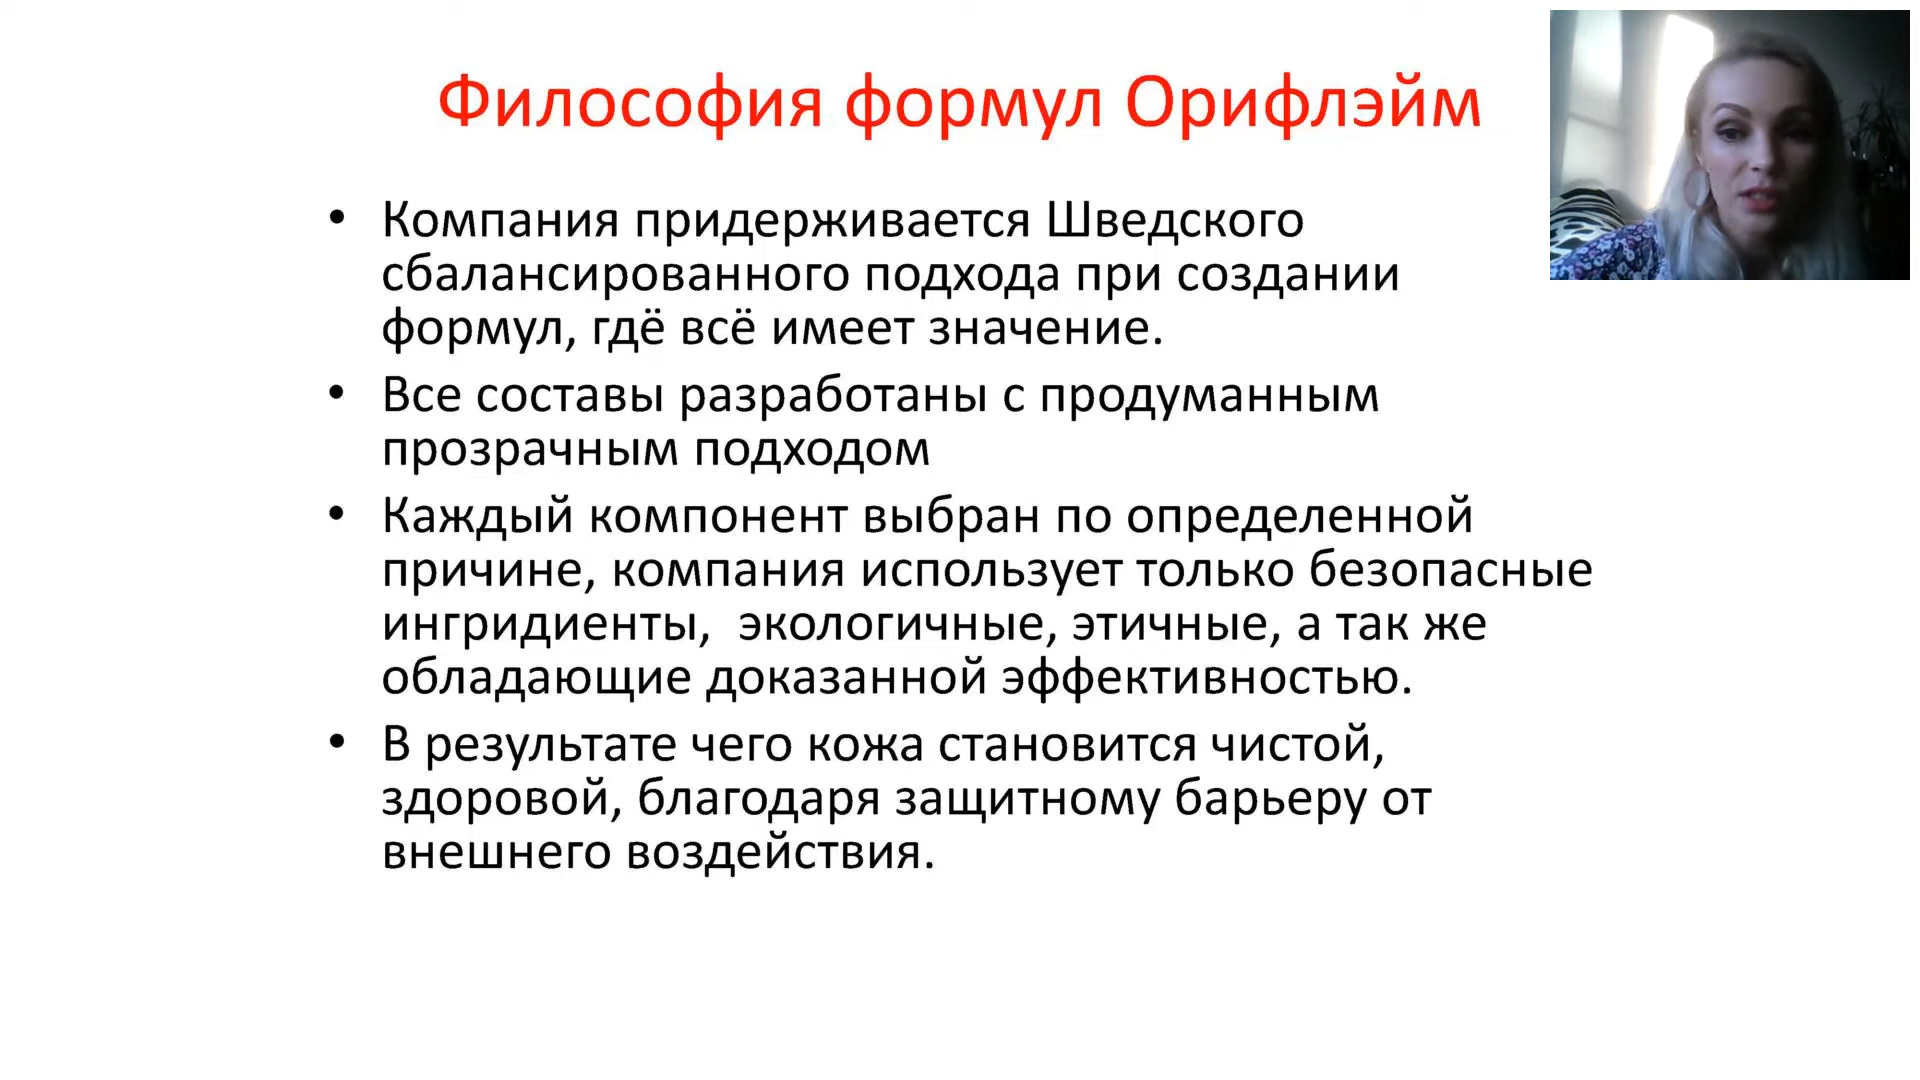 Философия формул Орифлэйм
• Компания придерживается Шведского
сбалансированного подхода при создании
формул, гдё всё имеет значение.
• Все составы разработаны с продуманным
прозрачным подходом
• Каждый компонент выбран по определенной
причине, компания использует только безопасные
ингридиенты,  экологичные, этичные, а так же
обладающие доказанной эффективностью.
• В результате чего кожа становится чистой,
здоровой, благодаря защитному барьеру от
внешнего воздействия.